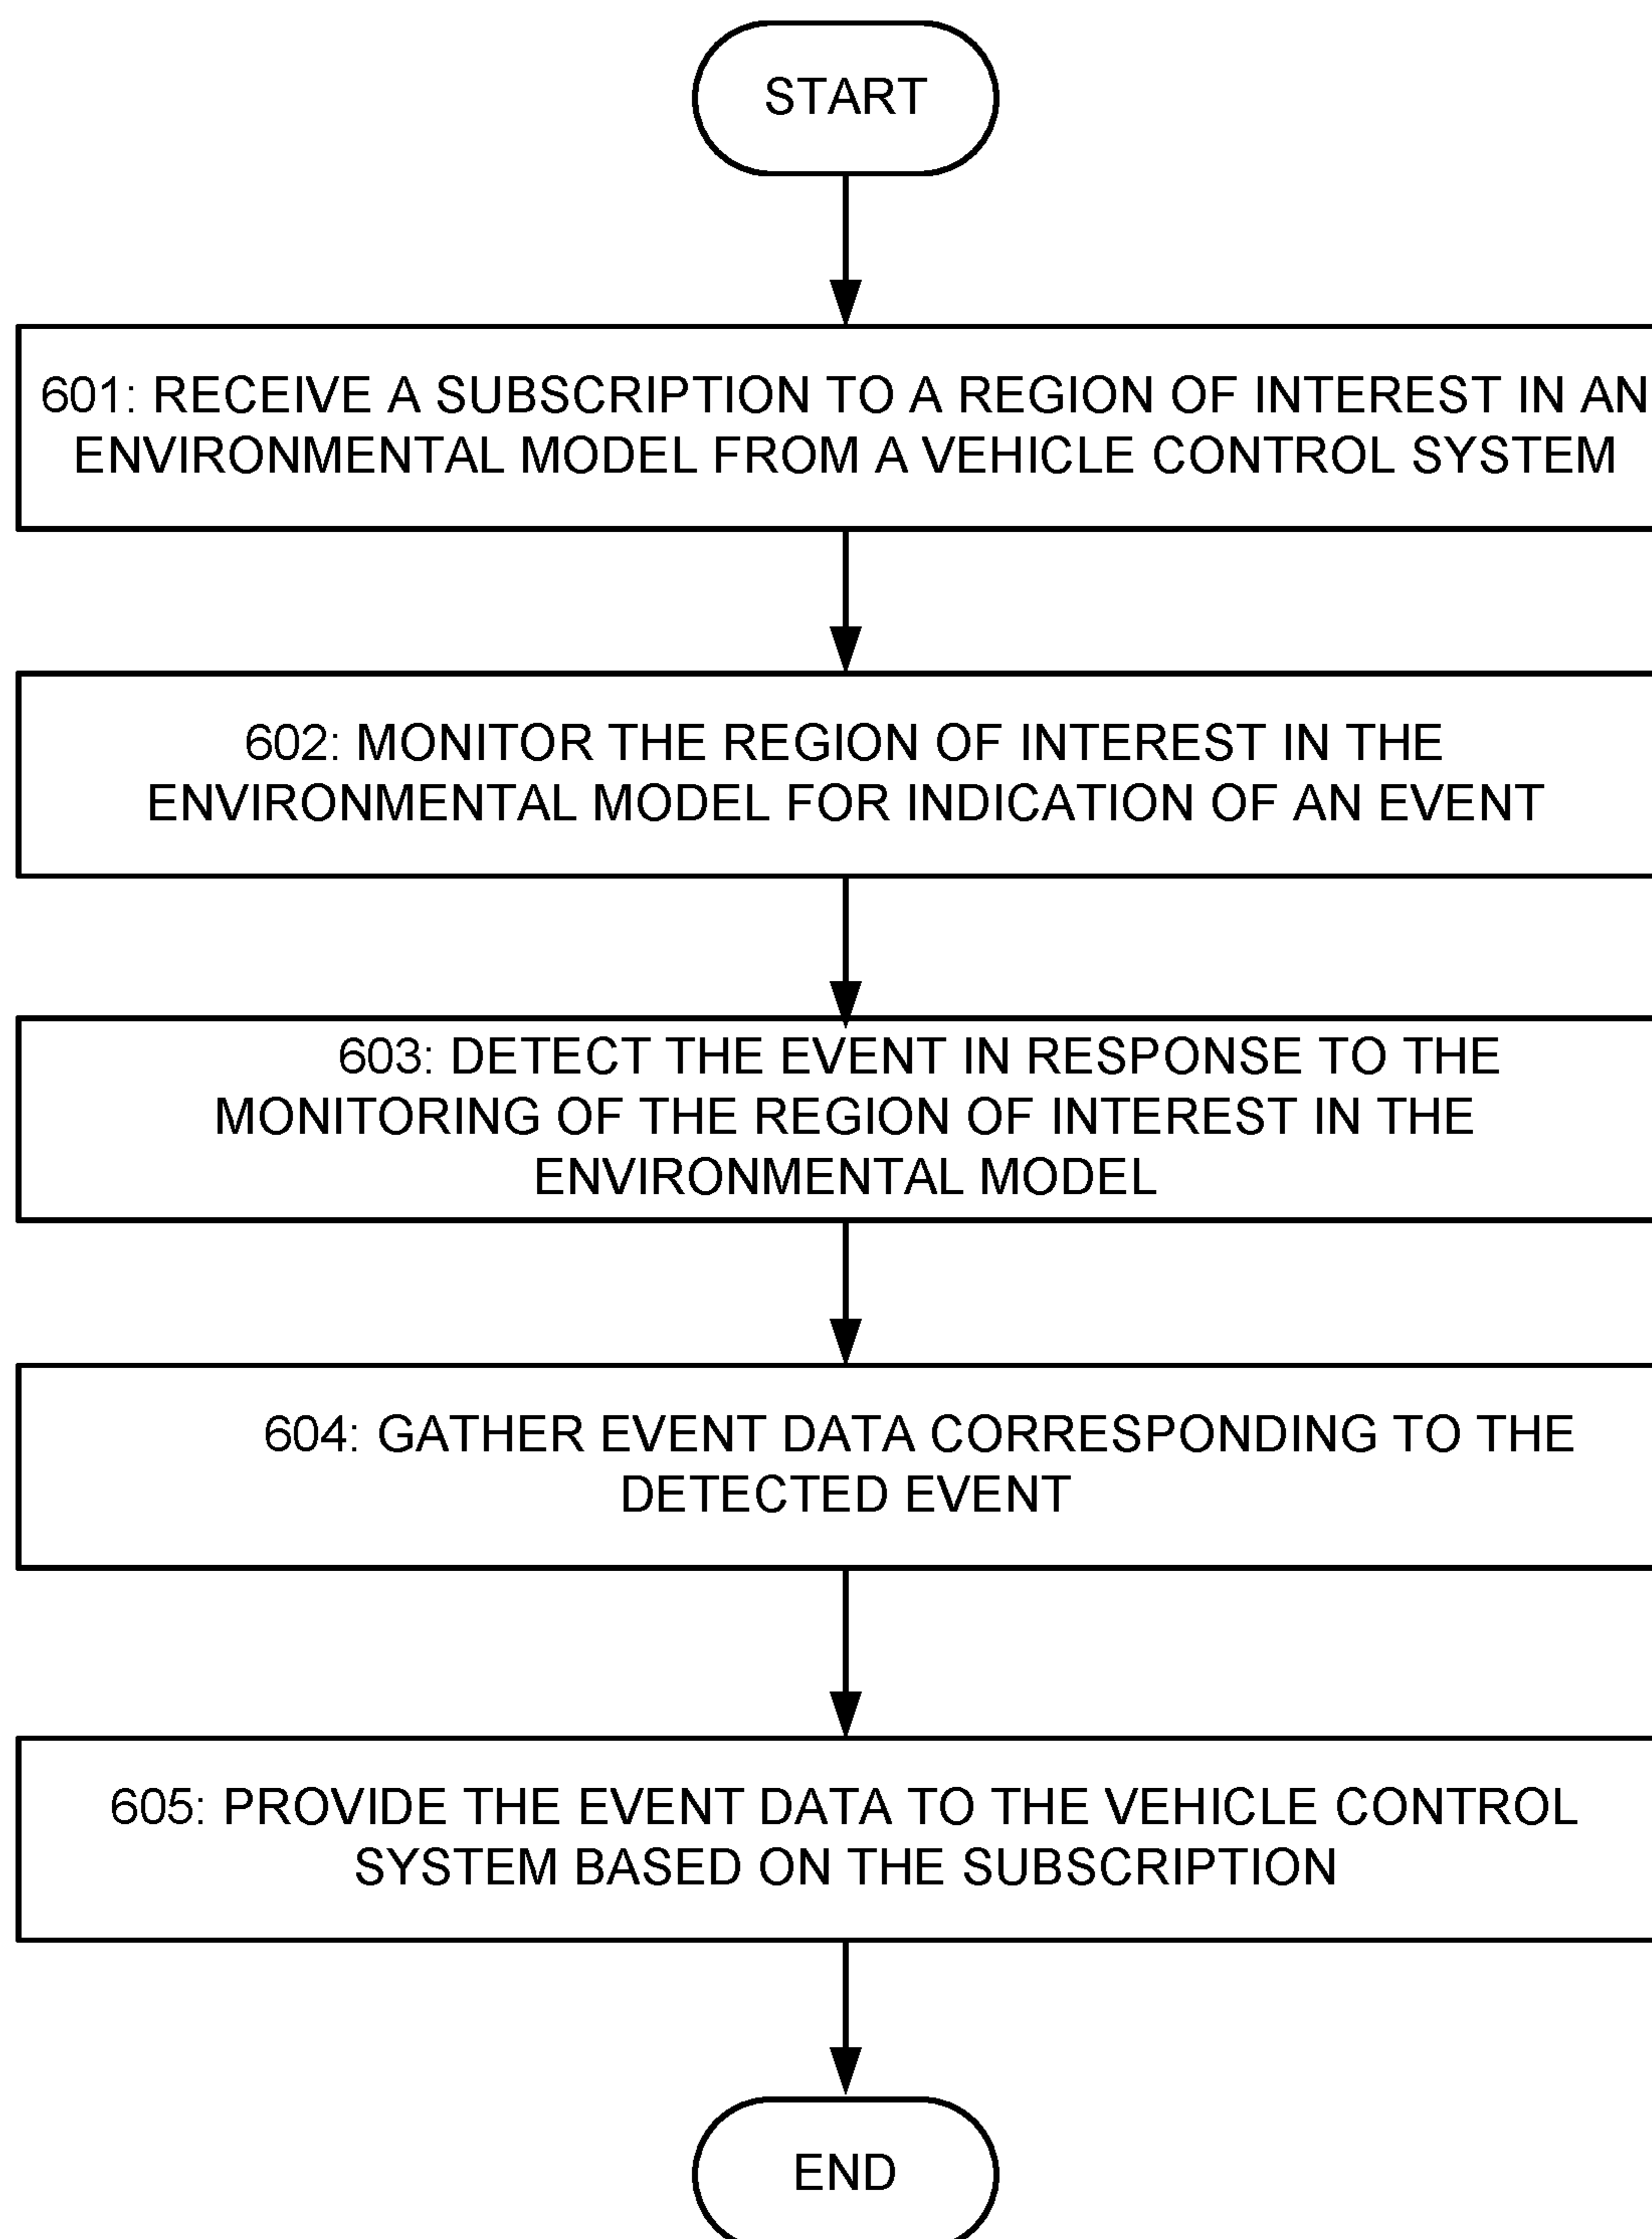 START
601: RECEIVE A SUBSCRIPTION TO A REGION OF INTEREST IN AN
ENVIRONMENTAL MODEL FROM A VEHICLE CONTROL SYSTEM
602: MONITOR THE REGION OF INTEREST IN THE
ENVIRONMENTAL MODEL FOR INDICATION OF AN EVENT
603: DETECT THE EVENT IN RESPONSE TO THE
MONITORING OF THE REGION OF INTEREST IN THE
ENVIRONMENTAL MODEL
604: GATHER EVENT DATA CORRESPONDING TO THE
DETECTED EVENT
605: PROVIDE THE EVENT DATA TO THE VEHICLE CONTROL
SYSTEM BASED ON THE SUBSCRIPTION
END